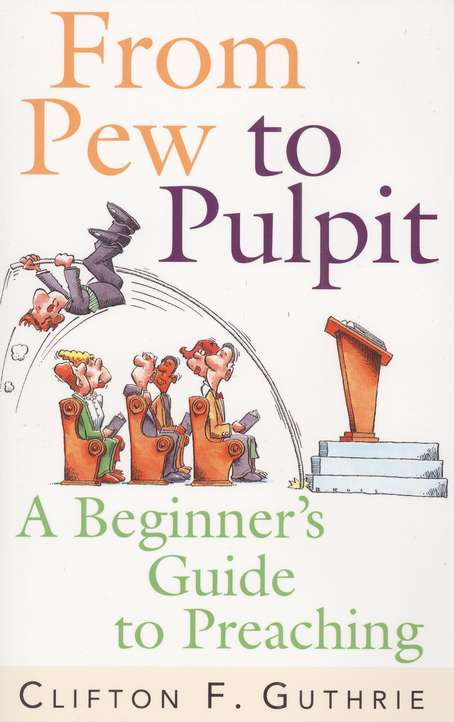 From
Pew to
Pulpit
A Beginner's
Guide
to Preaching
CLIFTON F. GUTHRIE